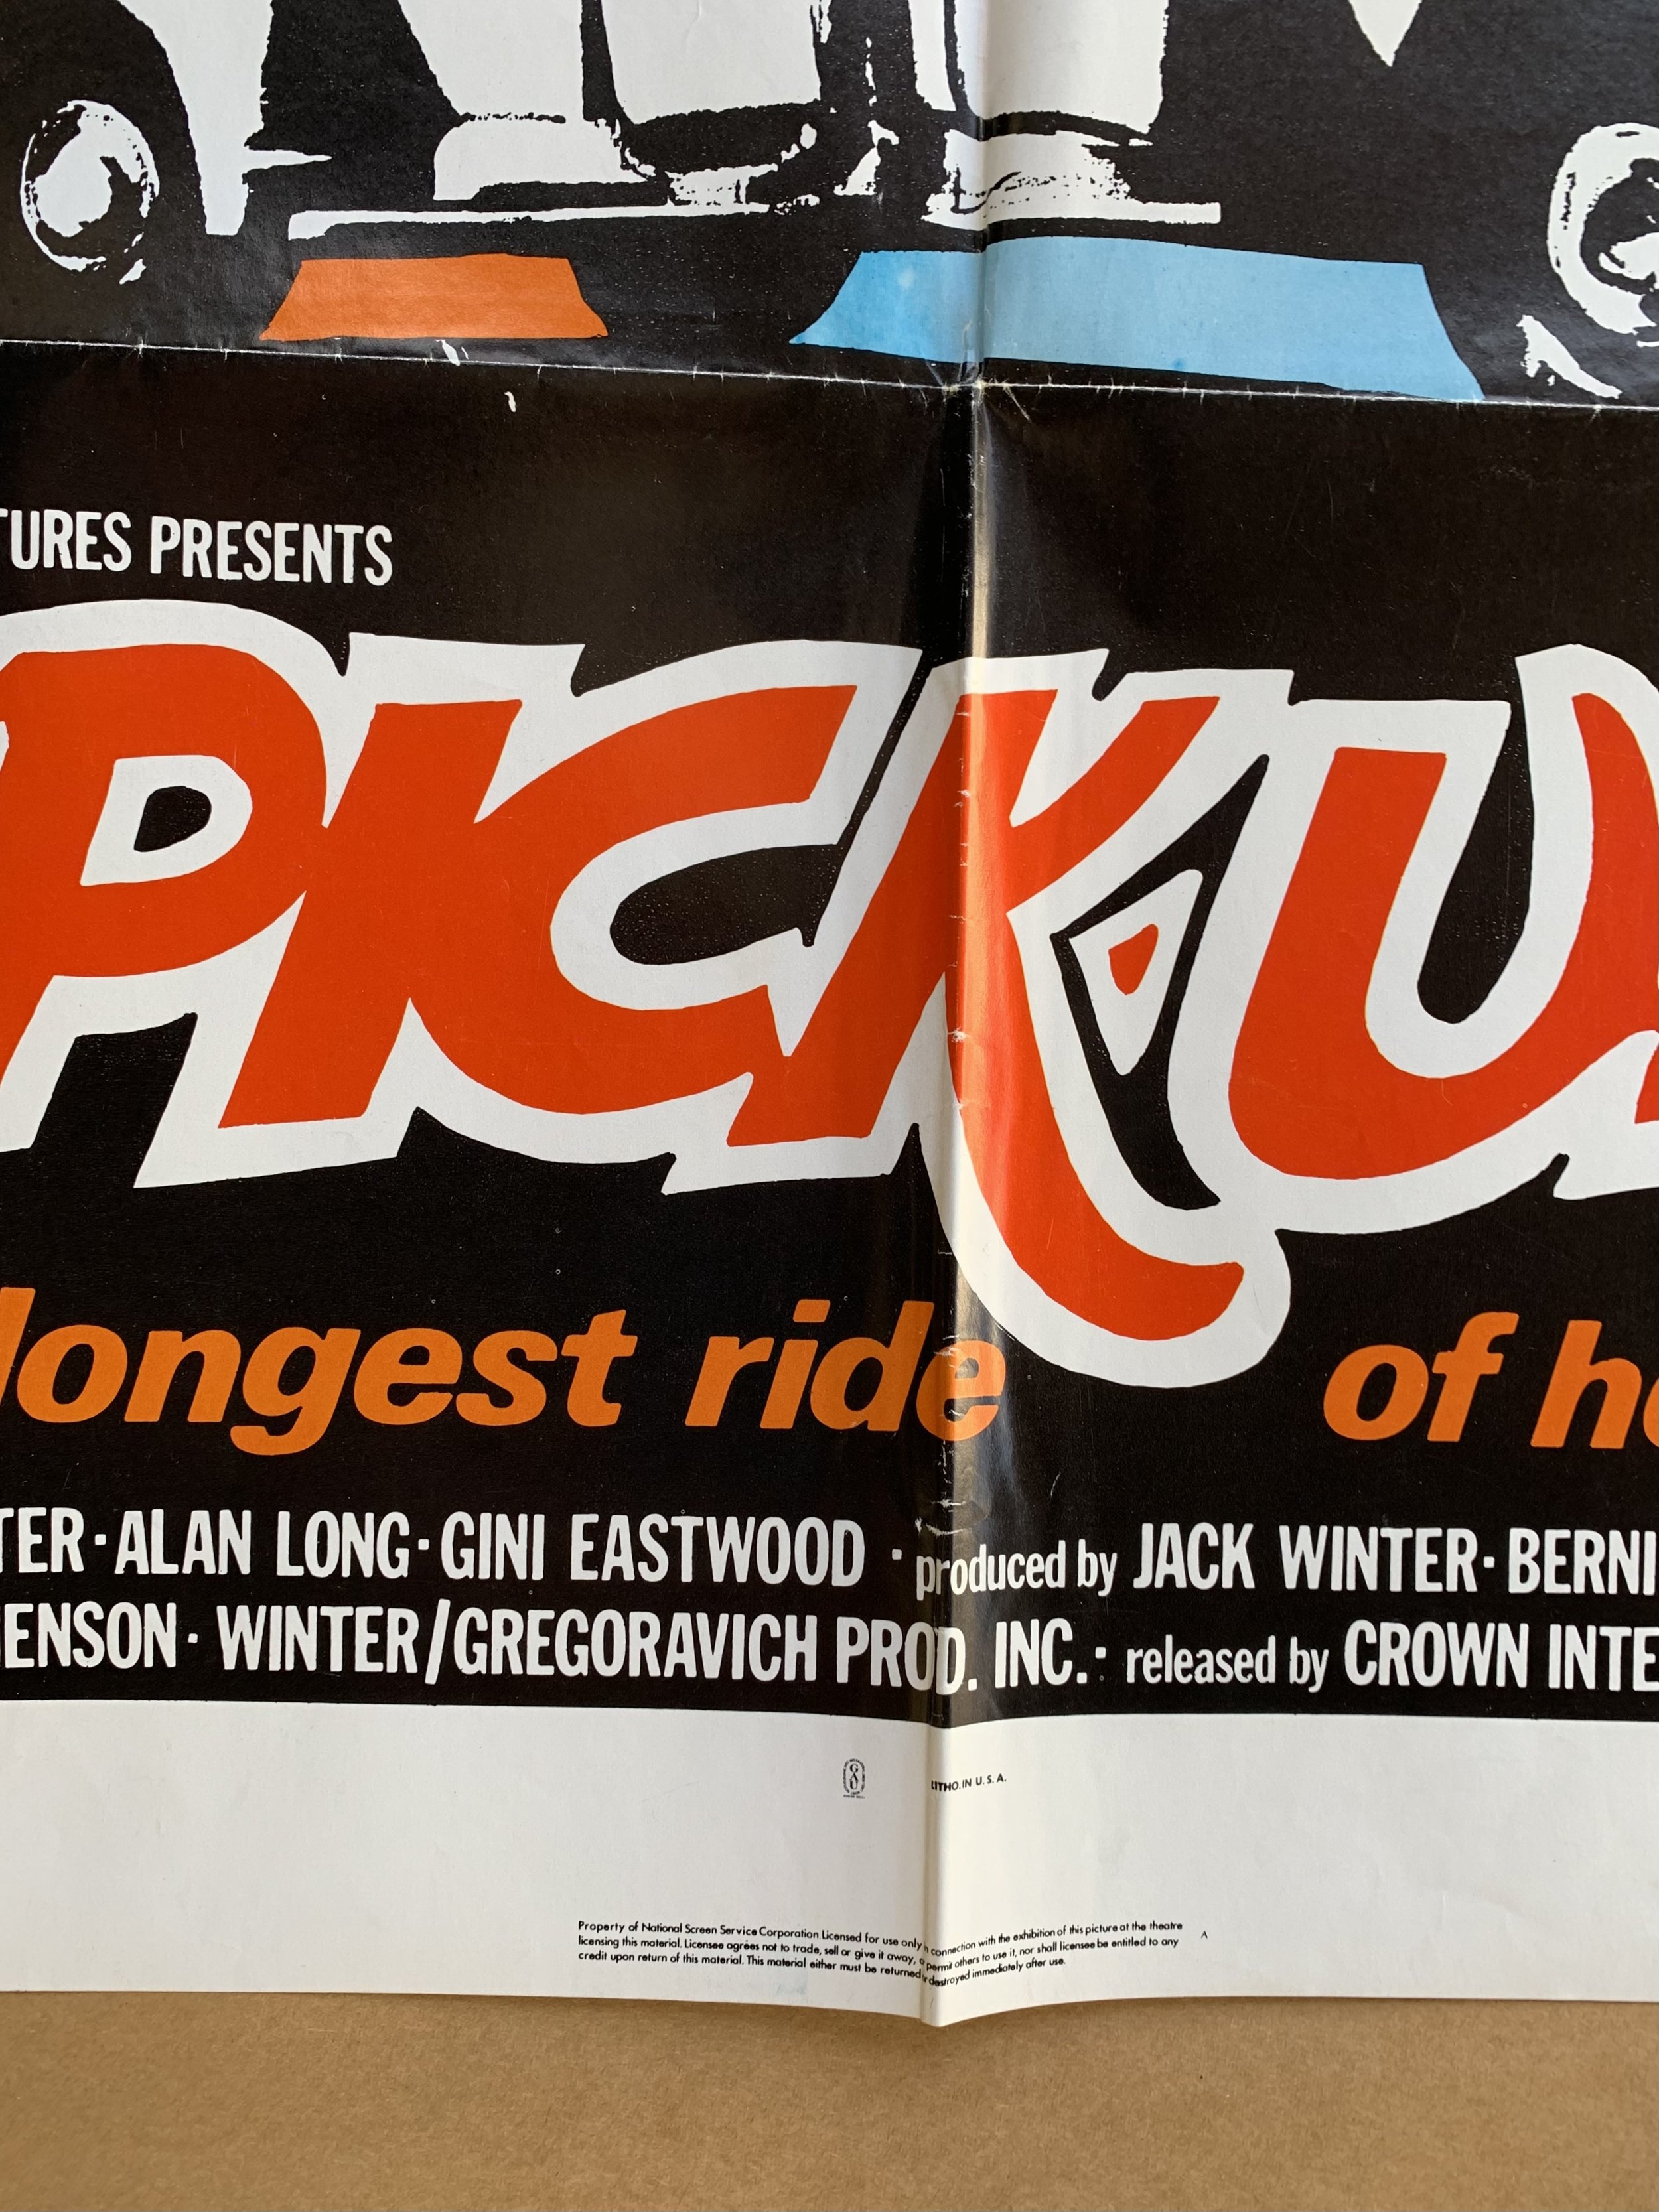 TURES PRESENTS
PICK-U
longest ride of h
TER · ALAN LONG · GINI EASTWOOD · produced by JACK WINTER · BERNI
ENSON · WINTER/GREGORAVICH PROD. INC. · released by CROWN INTE
LITHO. IN U. S. A.
Property of National Screen Service Corporation Licensed for use only in connection with the exhibition of this picture at the theatre
licensing this material. Licensee agrees not to trade, sell or give it away, or permit others to use it, nor shall licensee be entitled to any
credit upon return of this material. This material either must be returned or destroyed immediately after use.
A